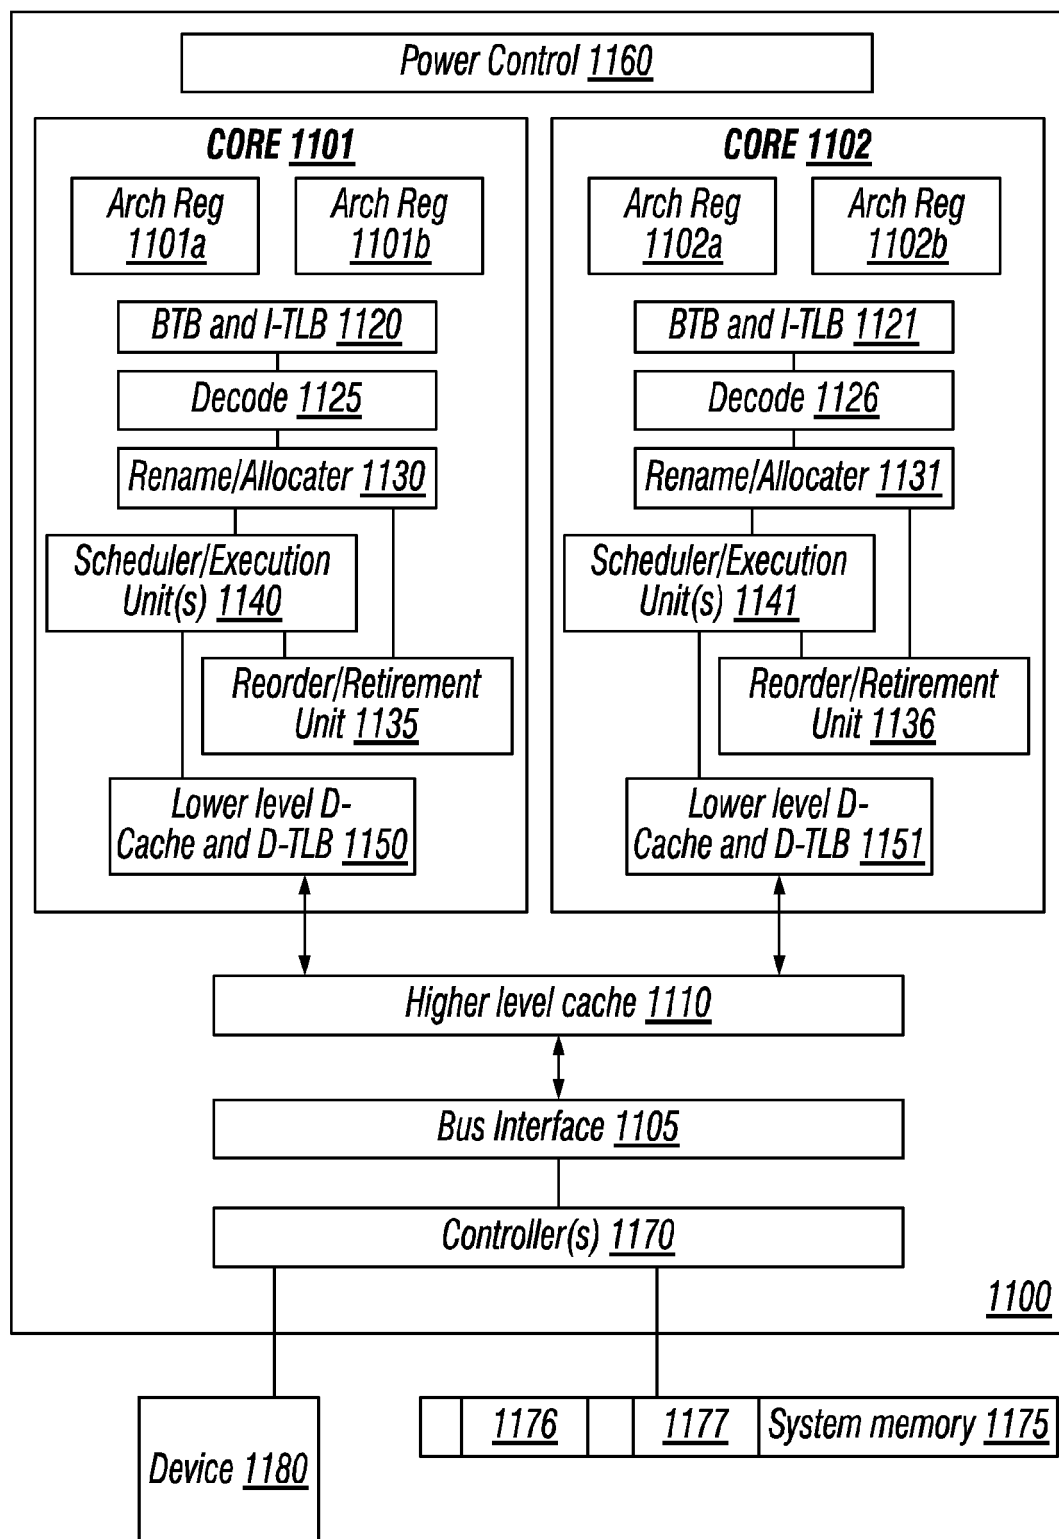 Power Control 1160
CORE 1101
Arch Reg
1101a
Arch Reg
1101b
BTB and I-TLB 1120
Decode 1125
Rename/Allocater 1130
Scheduler/Execution
Unit(s) 1140
Reorder/Retirement
Unit 1135
Lower level D-
Cache and D-TLB 1150
CORE 1102
Arch Reg
1102a
Arch Reg
1102b
BTB and I-TLB 1121
Decode 1126
Rename/Allocater 1131
Scheduler/Execution
Unit(s) 1141
Reorder/Retirement
Unit 1136
Lower level D-
Cache and D-TLB 1151
Higher level cache 1110
Bus Interface 1105
Controller(s) 1170
1100
Device 1180
1176
1177
System memory 1175